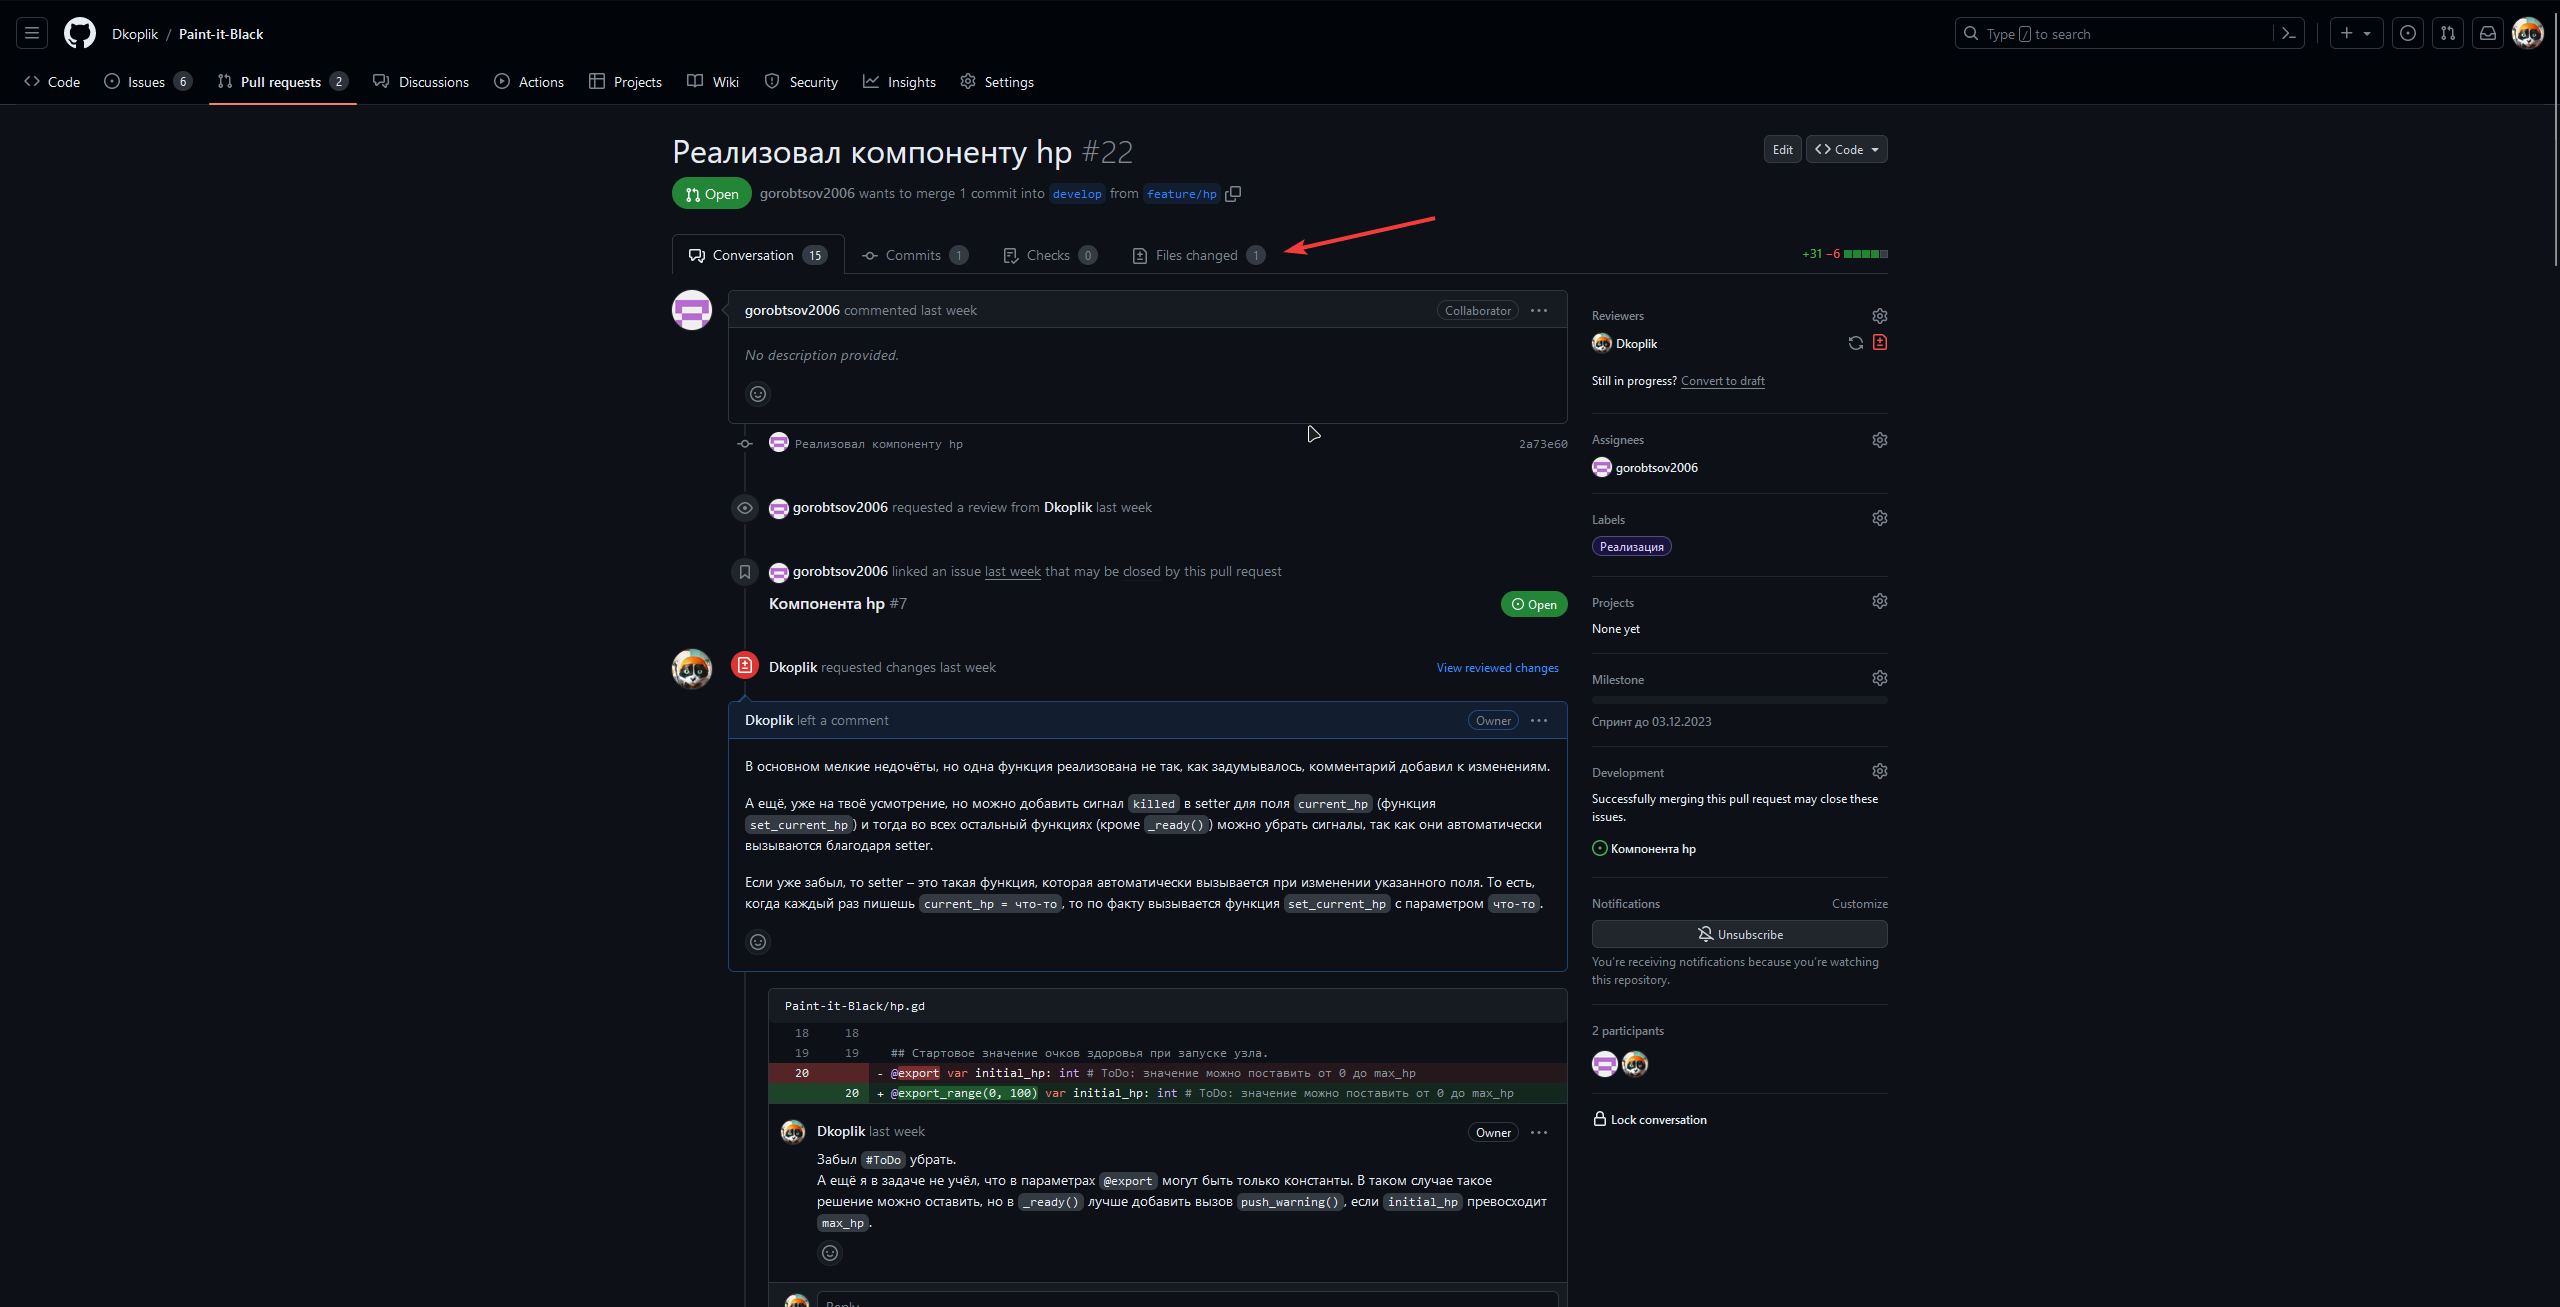 Dkoplik / Paint-it-Black
Type / to search
Code
Issues 6
Pull requests 2
Discussions
Actions
Projects
Wiki
Security
Insights
Settings
Реализовал компоненту hp #22
Edit
Code
Open
gorobtsov2006 wants to merge 1 commit into develop from feature/hp
Conversation 15
Commits 1
Checks 0
Files changed 1
+31 −6
gorobtsov2006 commented last week
Collaborator
No description provided.
Реализовал компоненту hp
2a73e60
gorobtsov2006 requested a review from Dkoplik last week
gorobtsov2006 linked an issue last week that may be closed by this pull request
Компонента hp #7
Open
Dkoplik requested changes last week
View reviewed changes
Dkoplik left a comment
Owner
В основном мелкие недочёты, но одна функция реализована не так, как задумывалось, комментарий добавил к изменениям.
А ещё, уже на твоё усмотрение, но можно добавить сигнал killed в setter для поля current_hp (функция
set_current_hp) и тогда во всех остальный функциях (кроме _ready()) можно убрать сигналы, так как они автоматически
вызываются благодаря setter.
Если уже забыл, то setter – это такая функция, которая автоматически вызывается при изменении указанного поля. То есть,
когда каждый раз пишешь current_hp = что-то, то по факту вызывается функция set_current_hp с параметром что-то.
Paint-it-Black/hp.gd
18 18
19 19 ## Стартовое значение очков здоровья при запуске узла.
20 - @export var initial_hp: int # ToDo: значение можно поставить от 0 до max_hp
20 + @export_range(0, 100) var initial_hp: int # ToDo: значение можно поставить от 0 до max_hp
Dkoplik last week
Owner
Забыл #ToDo убрать.
А ещё я в задаче не учёл, что в параметрах @export могут быть только константы. В таком случае такое
решение можно оставить, но в _ready() лучше добавить вызов push_warning(), если initial_hp превосходит
max_hp.
Reply
Reviewers
Dkoplik
Still in progress? Convert to draft
Assignees
gorobtsov2006
Labels
Реализация
Projects
None yet
Milestone
Спринт до 03.12.2023
Development
Successfully merging this pull request may close these
issues.
Компонента hp
Notifications
Customize
Unsubscribe
You're receiving notifications because you're watching
this repository.
2 participants
Lock conversation